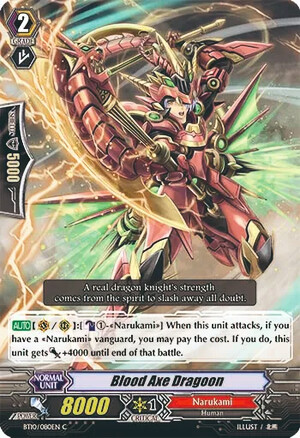 2
GRADE
SHIELD
5000
A real dragon knight's strength
comes from the spirit to slash away all doubt.
AUTO [ / ]:[ ①-«Narukami»] When this unit attacks, if you
have a «Narukami» vanguard, you may pay the cost. If you do, this
unit gets +4000 until end of that battle.
NORMAL
UNIT
Blood Axe Dragoon
POWER
8000
1
CRITICAL
Narukami
Human
BT10/080EN C
ILLUST / 北熊